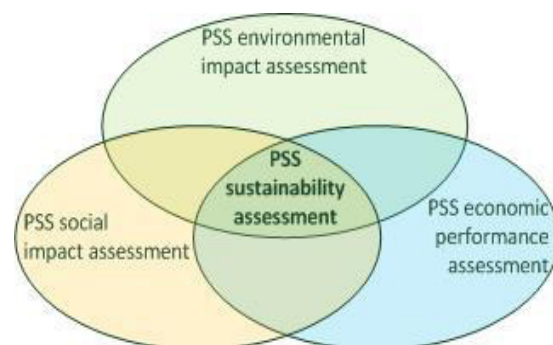 PSS environmental
impact assessment
PSS
sustainability
assessment
PSS social
impact assessment
PSS economic
performance
assessment